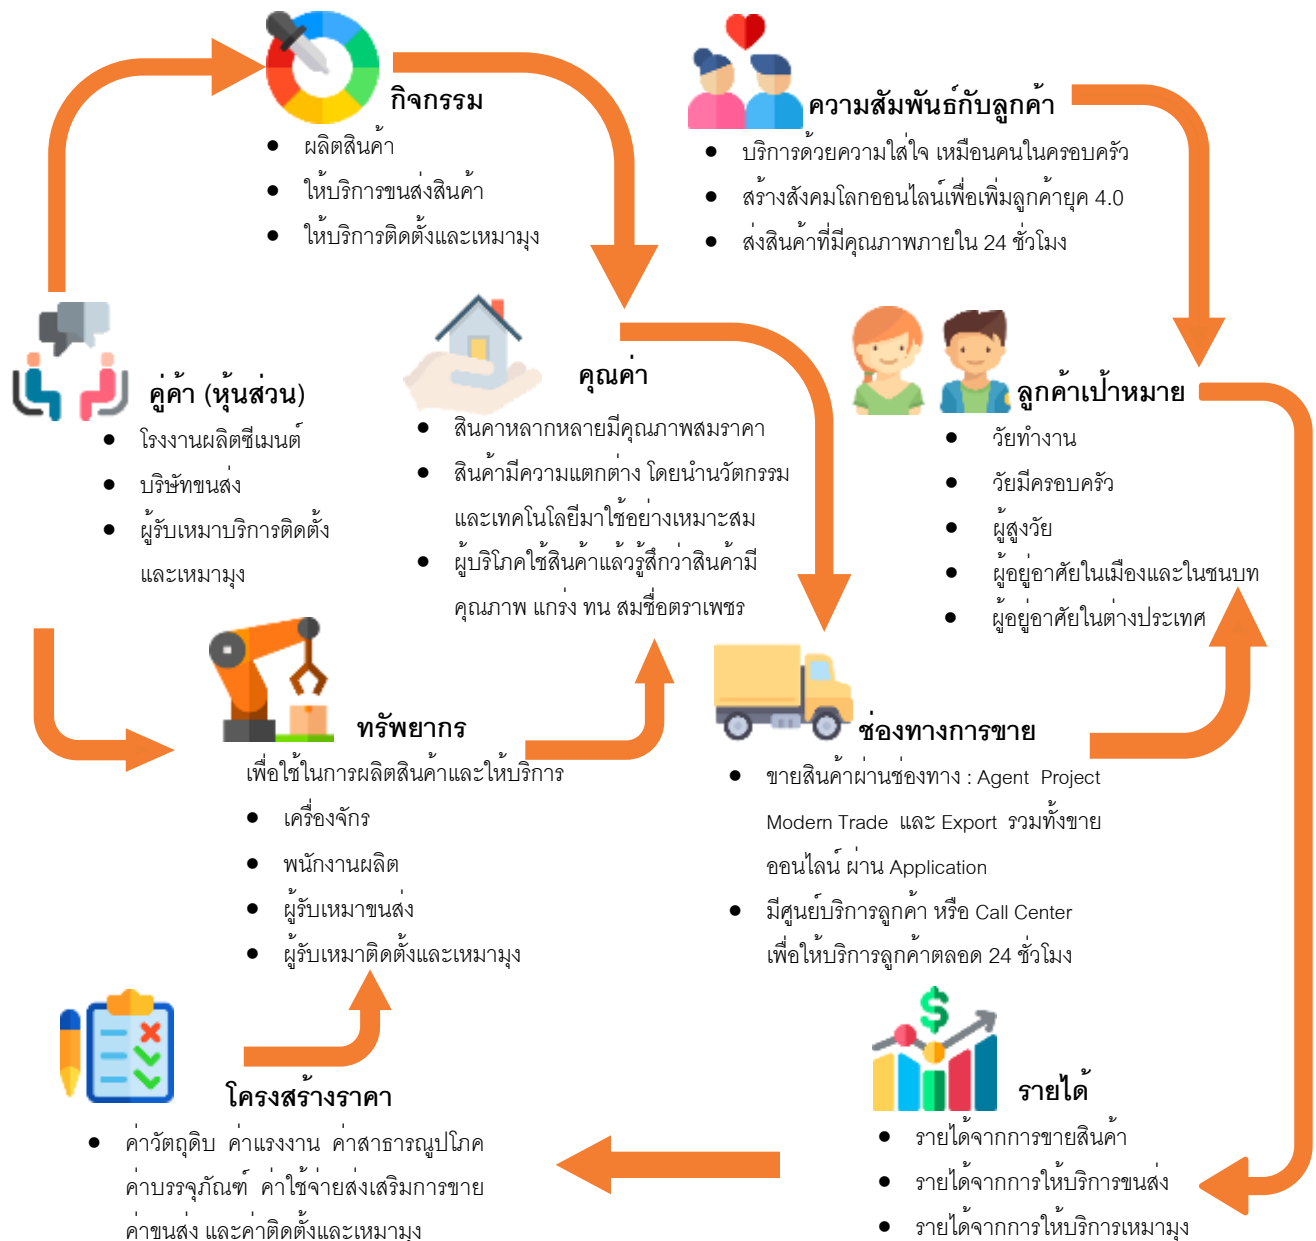 กิจกรรม
● ผลิตสินค้า
● ให้บริการขนส่งสินค้า
● ให้บริการติดตั้งและเหมามุง
ความสัมพันธ์กับลูกค้า
● บริการด้วยความใส่ใจ เหมือนคนในครอบครัว
● สร้างสังคมโลกออนไลน์เพื่อเพิ่มลูกค้ายุค 4.0
● ส่งสินค้าที่มีคุณภาพภายใน 24 ชั่วโมง
คู่ค้า (หุ้นส่วน)
● โรงงานผลิตซีเมนต์
● บริษัทขนส่ง
● ผู้รับเหมาบริการติดตั้ง
และเหมามุง
คุณค่า
● สินคาหลากหลายมีคุณภาพสมราคา
● สินค้ามีความแตกต่าง โดยนำนวัตกรรม
และเทคโนโลยีมาใช้อย่างเหมาะสม
● ผู้บริโภคใช้สินค้าแล้วรู้สึกว่าสินค้ามี
คุณภาพ แกร่ง ทน สมชื่อตราเพชร
ลูกค้าเป้าหมาย
● วัยทำงาน
● วัยมีครอบครัว
● ผู้สูงวัย
● ผู้อยู่อาศัยในเมืองและในชนบท
● ผู้อยู่อาศัยในต่างประเทศ
ทรัพยากร
เพื่อใช้ในการผลิตสินค้าและให้บริการ
● เครื่องจักร
● พนักงานผลิต
● ผู้รับเหมาขนส่ง
● ผู้รับเหมาติดตั้งและเหมามุง
ช่องทางการขาย
● ขายสินค้าผ่านช่องทาง : Agent Project
Modern Trade และ Export รวมทั้งขาย
ออนไลน์ ผ่าน Application
● มีศูนย์บริการลูกค้า หรือ Call Center
เพื่อให้บริการลูกค้าตลอด 24 ชั่วโมง
โครงสร้างราคา
● ค่าวัตถุดิบ ค่าแรงงาน ค่าสาธารณูปโภค
ค่าบรรจุภัณฑ์ ค่าใช้จ่ายส่งเสริมการขาย
ค่าขนส่ง และค่าติดตั้งและเหมามุง
รายได้
● รายได้จากการขายสินค้า
● รายได้จากการให้บริการขนส่ง
● รายได้จากการให้บริการเหมามุง